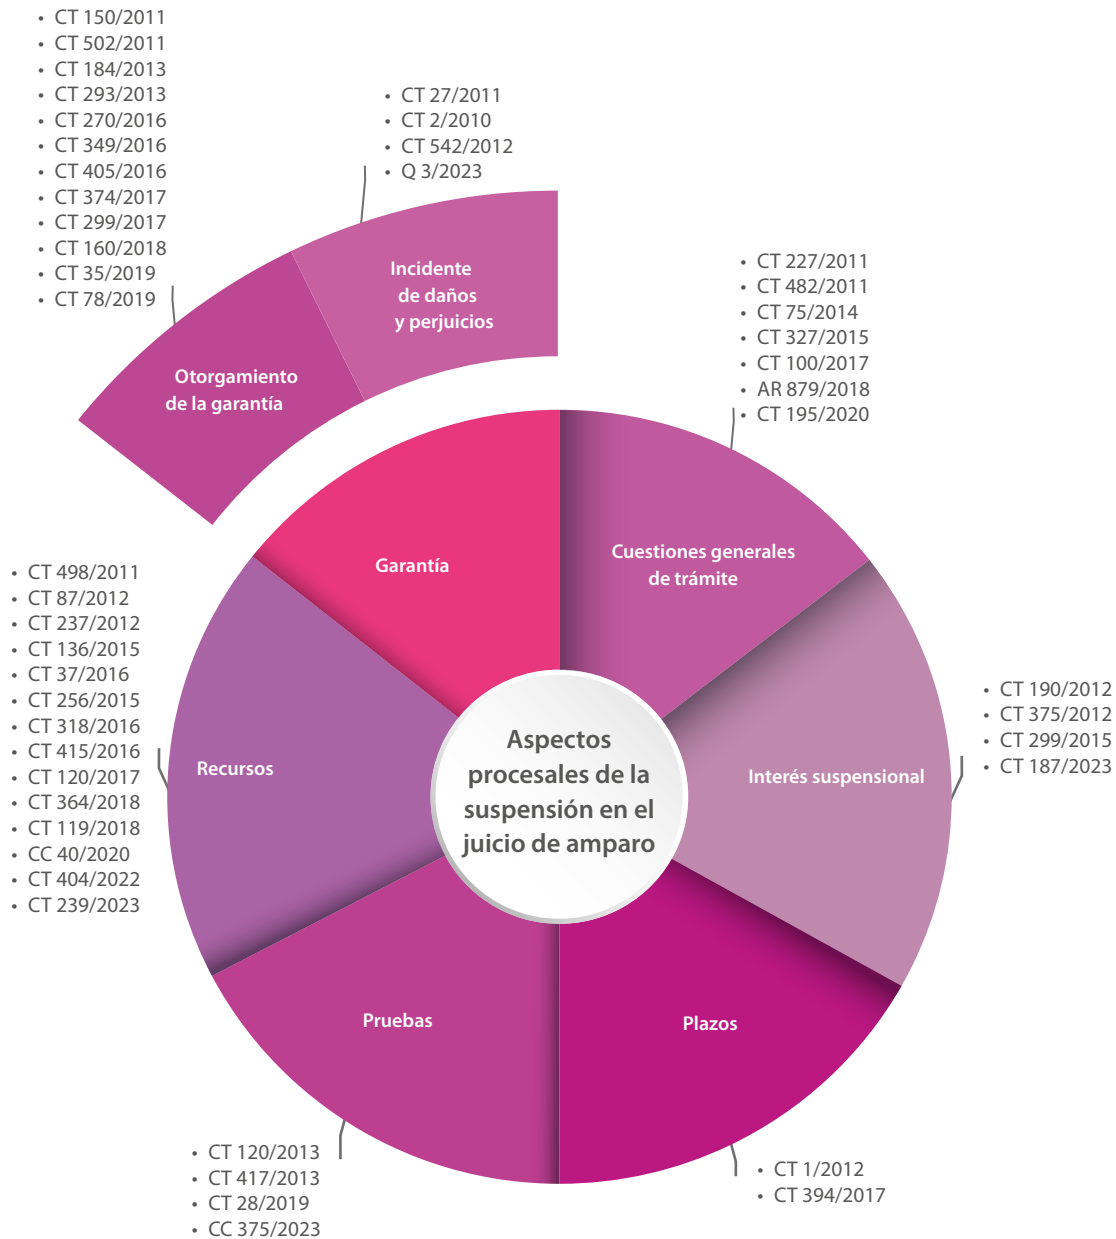 • CT 150/2011
• CT 502/2011
• CT 184/2013
• CT 293/2013
• CT 270/2016
• CT 349/2016
• CT 405/2016
• CT 374/2017
• CT 299/2017
• CT 160/2018
• CT 35/2019
• CT 78/2019
• CT 27/2011
• CT 2/2010
• CT 542/2012
• Q 3/2023
Incidente
de daños
y perjuicios
Otorgamiento
de la garantía
• CT 227/2011
• CT 482/2011
• CT 75/2014
• CT 327/2015
• CT 100/2017
• AR 879/2018
• CT 195/2020
Garantía
Cuestiones generales
de trámite
• CT 498/2011
• CT 87/2012
• CT 237/2012
• CT 136/2015
• CT 37/2016
• CT 256/2015
• CT 318/2016
• CT 415/2016
• CT 120/2017
• CT 364/2018
• CT 119/2018
• CC 40/2020
• CT 404/2022
• CT 239/2023
Recursos
Aspectos
procesales de la
suspensión en el
juicio de amparo
Interés suspensional
• CT 190/2012
• CT 375/2012
• CT 299/2015
• CT 187/2023
Pruebas
Plazos
• CT 120/2013
• CT 417/2013
• CT 28/2019
• CC 375/2023
• CT 1/2012
• CT 394/2017